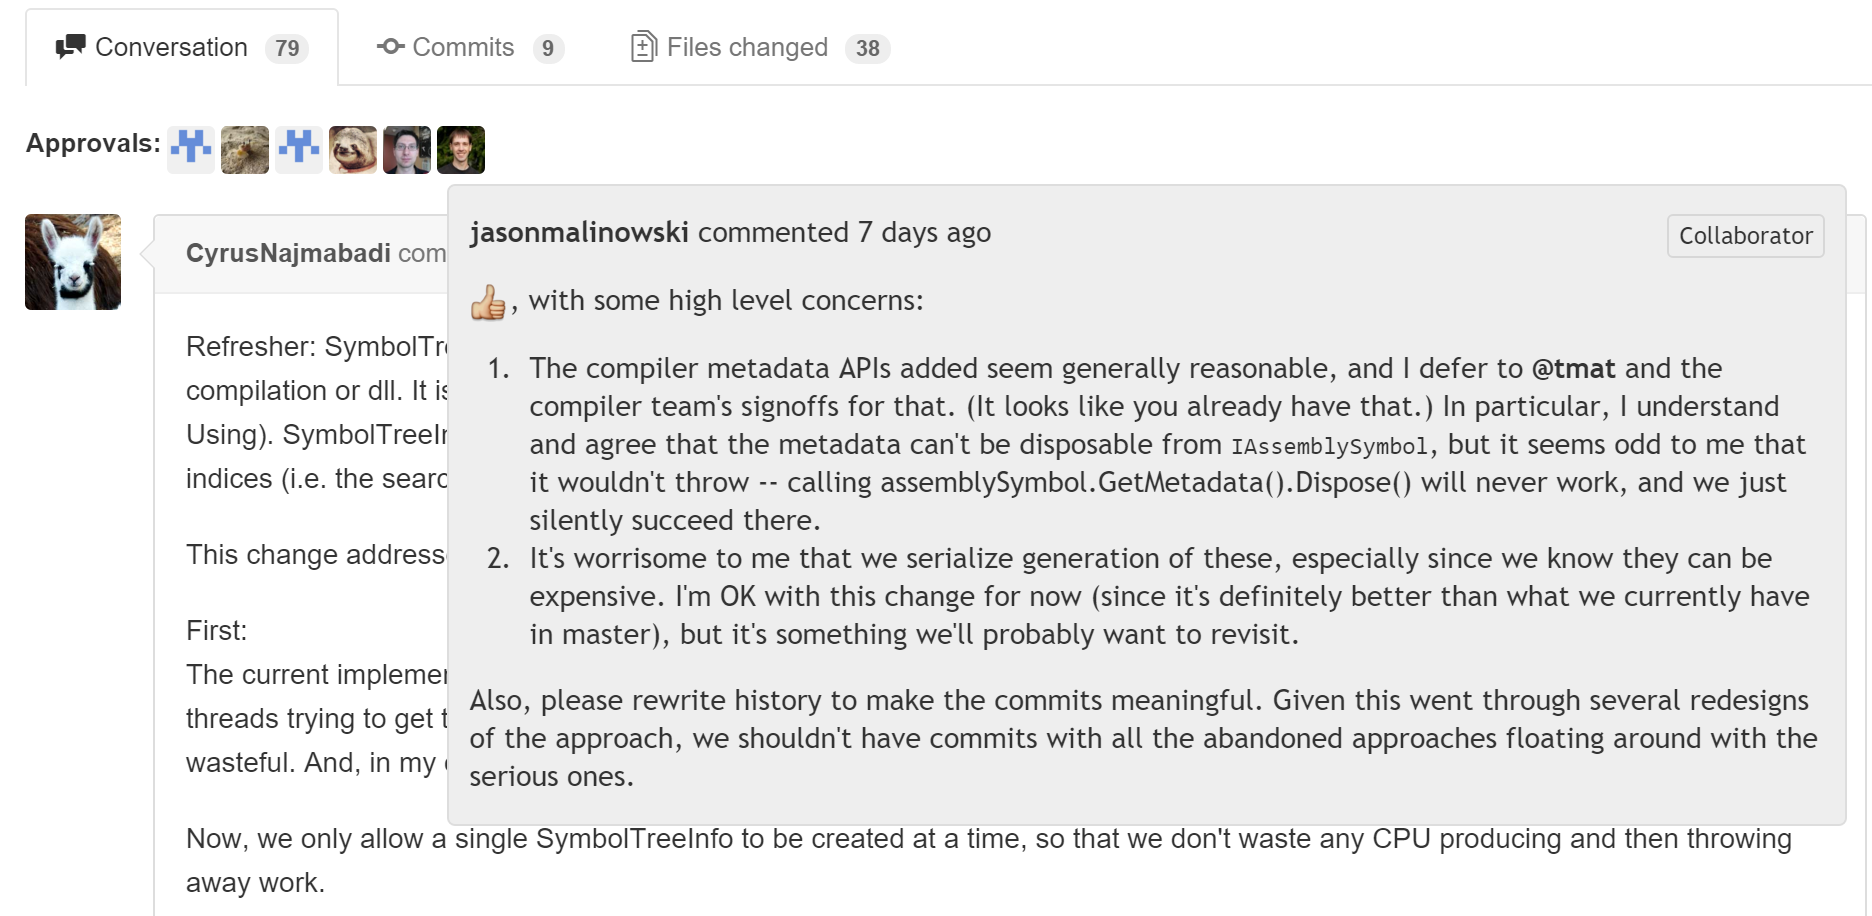 Conversation 79 Commits 9 Files changed 38
Approvals:
CyrusNajmabadi
jasonmalinowski commented 7 days ago
Collaborator
👍, with some high level concerns:
1. The compiler metadata APIs added seem generally reasonable, and I defer to @tmat and the
compiler team's signoffs for that. (It looks like you already have that.) In particular, I understand
and agree that the metadata can't be disposable from IAssemblySymbol, but it seems odd to me that
it wouldn't throw -- calling assemblySymbol.GetMetadata().Dispose() will never work, and we just
silently succeed there.
2. It's worrisome to me that we serialize generation of these, especially since we know they can be
expensive. I'm OK with this change for now (since it's definitely better than what we currently have
in master), but it's something we'll probably want to revisit.
Also, please rewrite history to make the commits meaningful. Given this went through several redesigns
of the approach, we shouldn't have commits with all the abandoned approaches floating around with the
serious ones.
Refresher:
compilation or dll. It
Using).
indices (i.e. the
This change
First:
The current
threads trying to get
wasteful. And, in my
Now, we only allow a single SymbolTreeInfo to be created at a time, so that we don't waste any CPU producing and then throwing
away work.